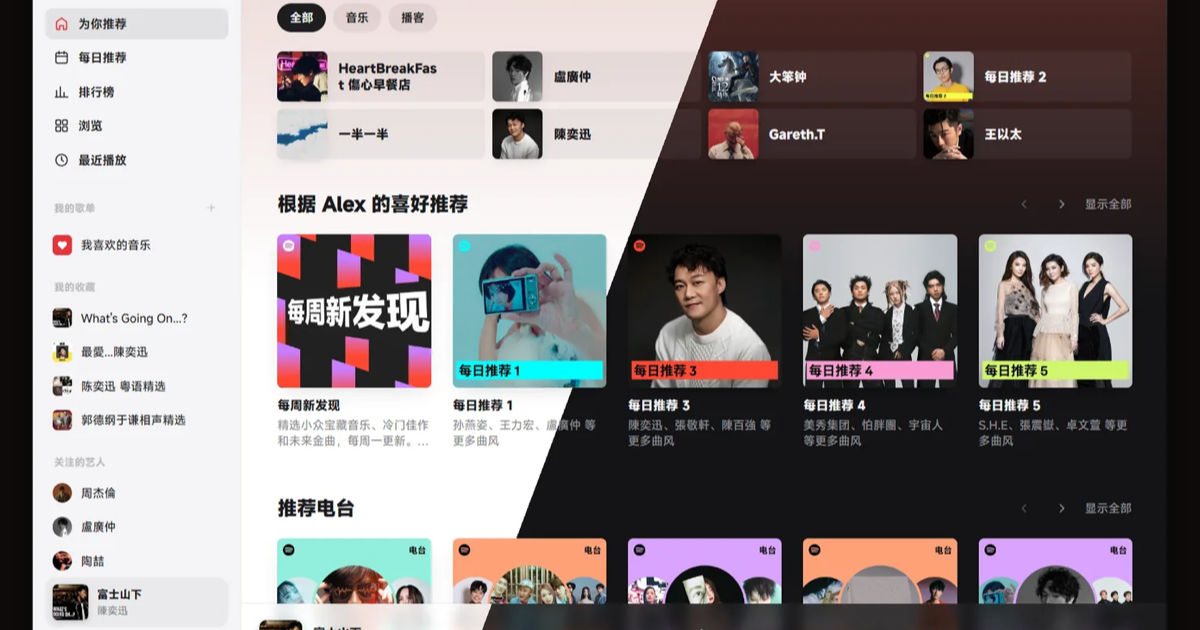 为你推荐
每日推荐
排行榜
浏览
最近播放
我的歌单
我喜欢的音乐
我的收藏
What's Going On...?
最愛...陳奕迅
陈奕迅 粤语精选
郭德纲于谦相声精选
关注的艺人
周杰倫
盧廣仲
陶喆
富士山下
陳奕迅
全部 音乐 播客
HeartBreakFas
t 傷心早餐店
盧廣仲
大笨钟
每日推荐 2
每日推荐 2
一半一半
陳奕迅
Gareth.T
王以太
根据 Alex 的喜好推荐
显示全部
每周新发现
每日推荐 1
每日推荐 3
每日推荐 4
每日推荐 5
每周新发现
精选小众宝藏音乐、冷门佳作
和未来金曲，每周一更新。...
每日推荐 1
孙燕姿、王力宏、盧廣仲 等
更多曲风
每日推荐 3
陳奕迅、張敬軒、陳百強 等
更多曲风
每日推荐 4
美秀集团、怕胖團、宇宙人
等更多曲风
每日推荐 5
S.H.E、張震嶽、卓文萱 等更
多曲风
推荐电台
显示全部
电台
电台
电台
电台
电台